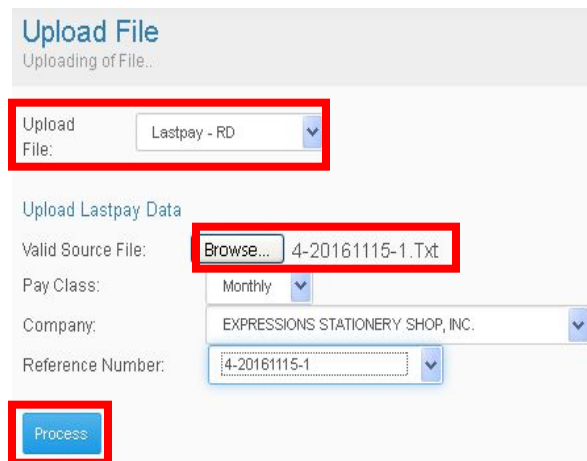 Upload File
Uploading of File..
Upload
File:
Lastpay - RD
Upload Lastpay Data
Valid Source File: Browse... 4-20161115-1.Txt
Pay Class: Monthly
Company: EXPRESSIONS STATIONERY SHOP, INC.
Reference Number: 4-20161115-1
Process